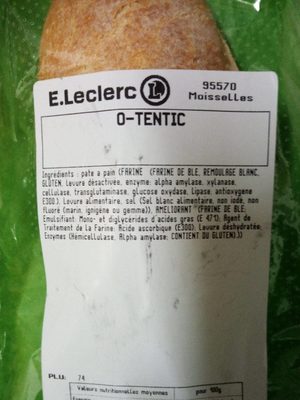 E.Leclerc L
95570
Moisselles
O-TENTIC
Ingrédients : pate a pain (FARINE (FARINE DE BLE, REMOULAGE BLANC,
GLUTEN, Levure désactivée, enzyme: alpha amylase, xylanase,
cellulase, transglutaminase, glucose oxydase, lipase, antioxygène
E300.), Levure alimentaire, sel (Sel blanc alimentaire, non iodé, non
fluoré (marin, ignigène ou gemme)), AMELIORANT (FARINE DE BLE;
Emulsifiant: Mono- et diglycérides d'acides gras (E 471); Agent de
Traitement de la Farine: Acide ascorbique (E300); Levure déshydratée;
Enzymes (Hémicellulase, Alpha amylase; CONTIENT DU GLUTEN).))
PLU: 74
Valeurs nutritionnelles moyennes pour 100g